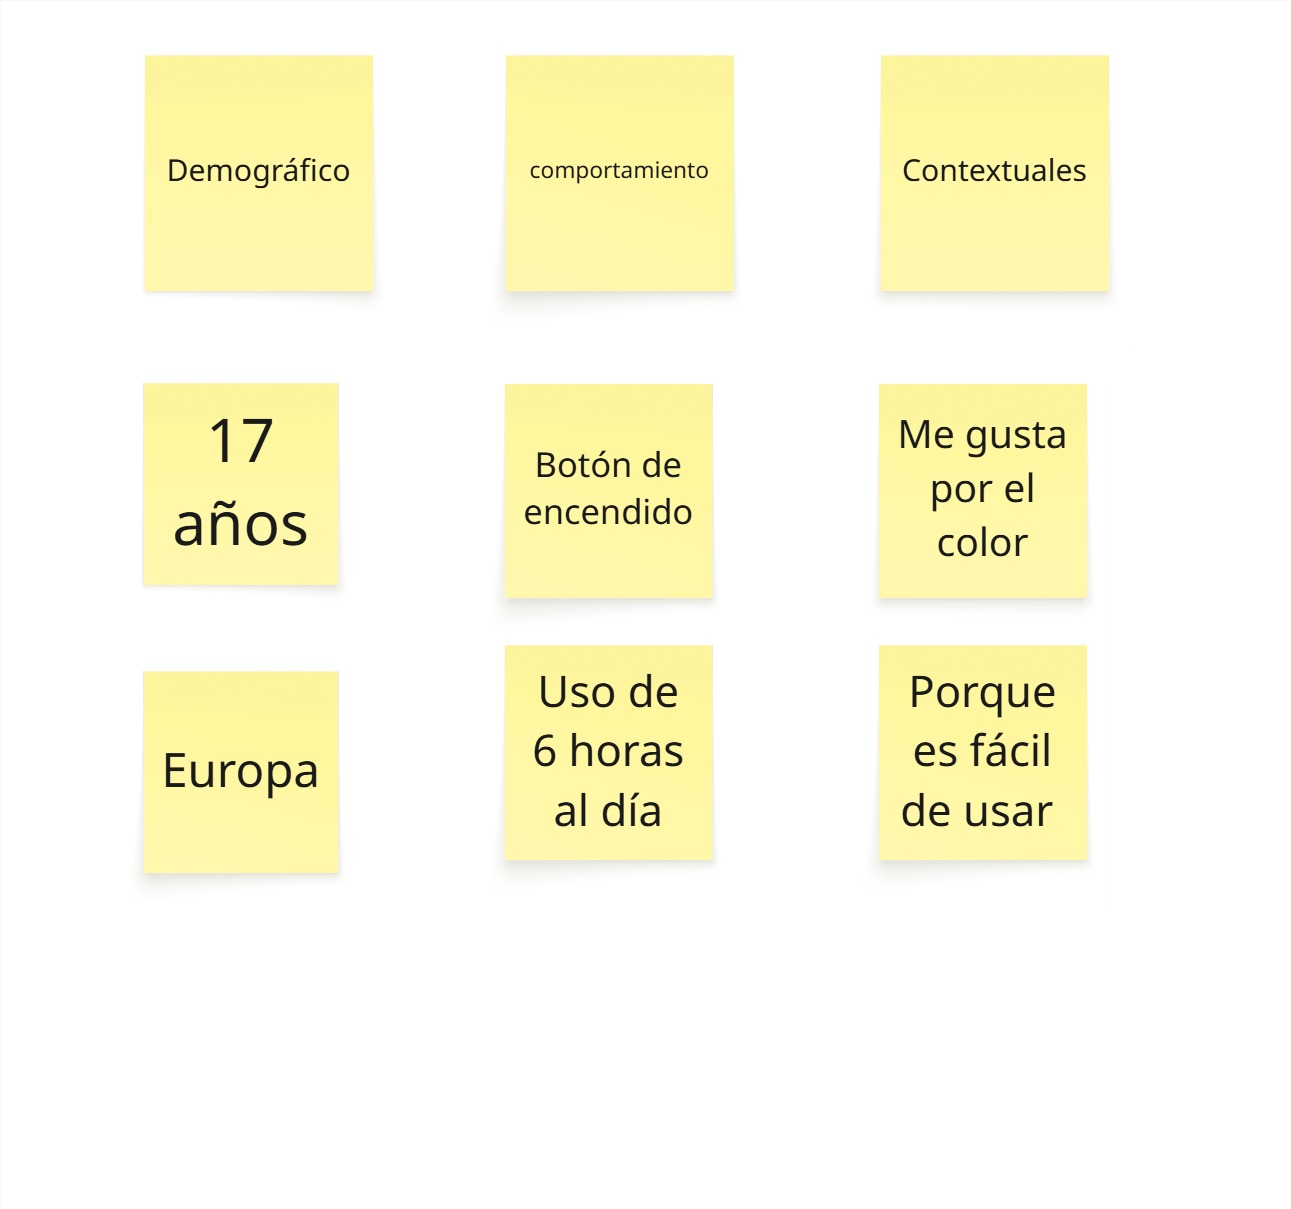 Demográfico
comportamiento
Contextuales
17
años
Botón de
encendido
Me gusta
por el
color
Europa
Uso de
6 horas
al día
Porque
es fácil
de usar